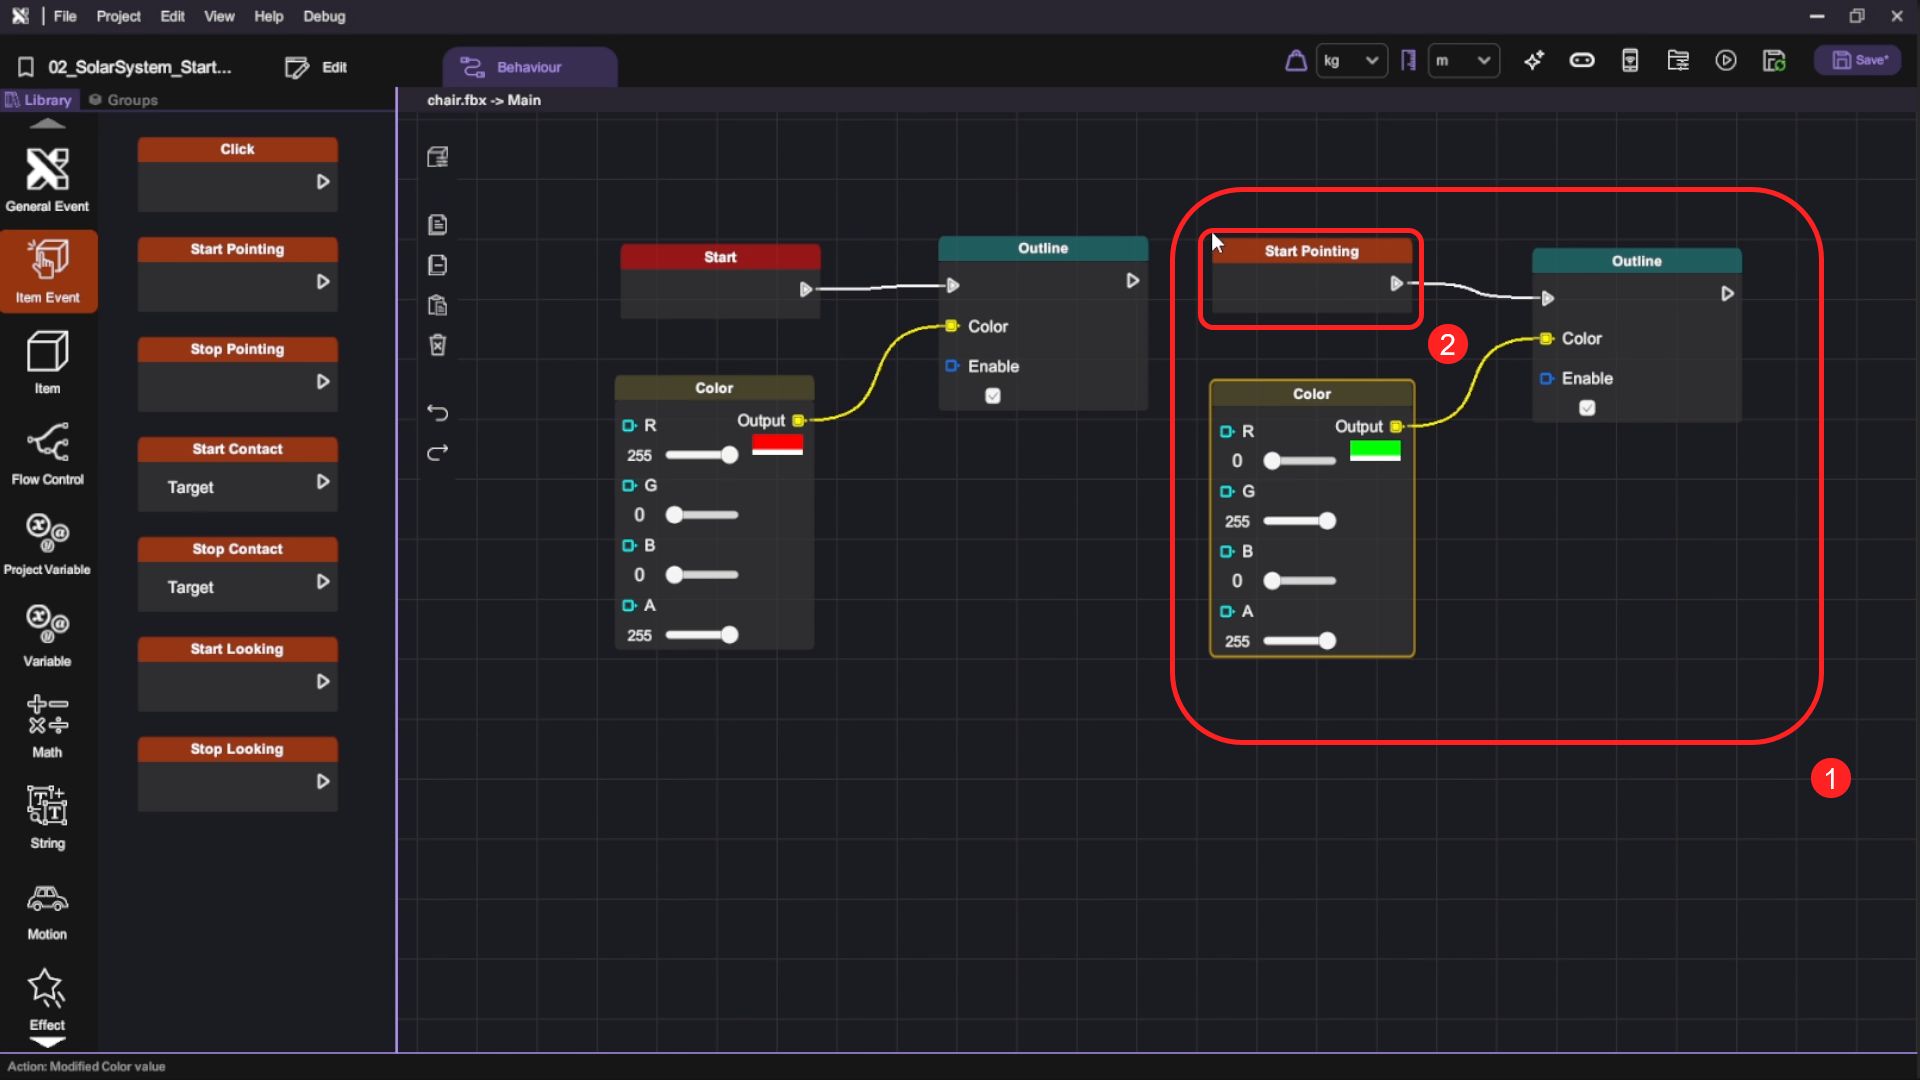 File Project Edit View Help Debug
02_SolarSystem_Start... Edit Behaviour kg m Save*
Library Groups
chair.fbx -> Main
General Event
Item Event
Item
Flow Control
Project Variable
Variable
Math
String
Motion
Effect
Click
Start Pointing
Stop Pointing
Start Contact
Target
Stop Contact
Target
Start Looking
Stop Looking
Start
Outline
Color
Enable
Color
Output
R
255
G
0
B
0
A
255
Start Pointing
2
Outline
Color
Enable
Color
Output
R
0
G
255
B
0
A
255
1
Action: Modified Color value